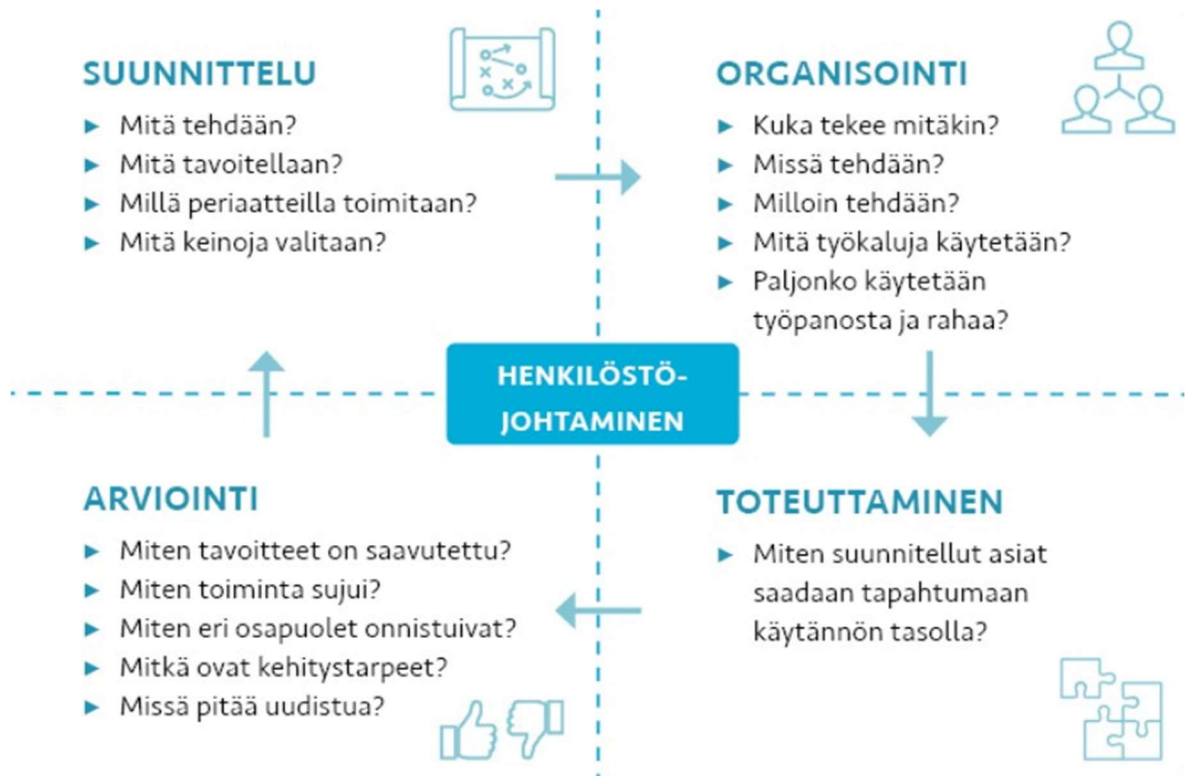 SUUNNITTELU
► Mitä tehdään?
► Mitä tavoitellaan?
► Millä periaatteilla toimitaan?
► Mitä keinoja valitaan?
ORGANISOINTI
► Kuka tekee mitäkin?
► Missä tehdään?
► Milloin tehdään?
► Mitä työkaluja käytetään?
► Paljonko käytetään
työpanosta ja rahaa?
HENKILÖSTÖ-
JOHTAMINEN
ARVIOINTI
► Miten tavoitteet on saavutettu?
► Miten toiminta sujui?
► Miten eri osapuolet onnistuivat?
► Mitkä ovat kehitystarpeet?
► Missä pitää uudistua?
TOTEUTTAMINEN
► Miten suunnitellut asiat
saadaan tapahtumaan
käytännön tasolla?